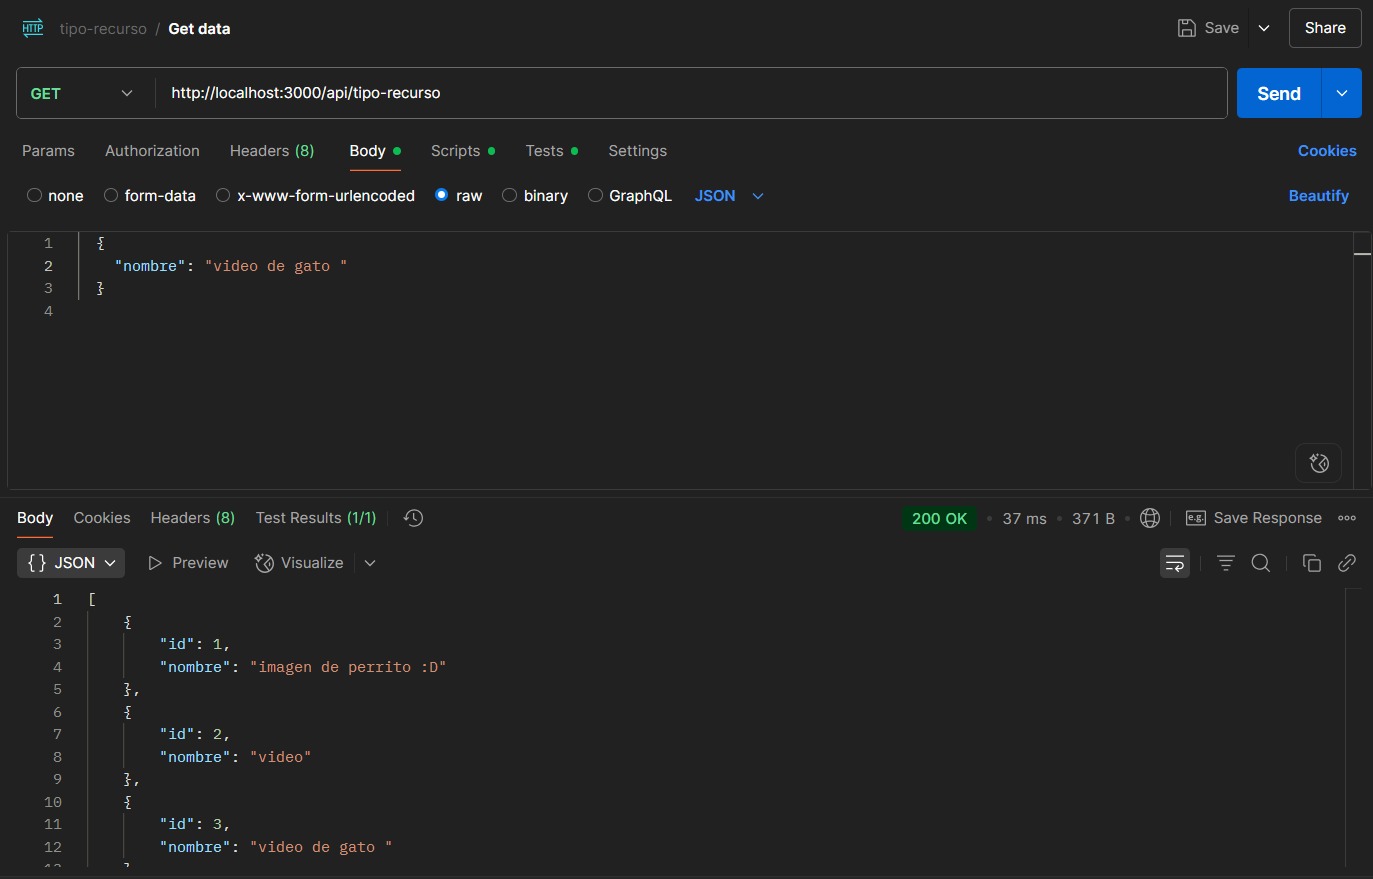 HTTP tipo-recurso / Get data Save Share
GET http://localhost:3000/api/tipo-recurso Send
Params Authorization Headers (8) Body Scripts Tests Settings Cookies
none form-data x-www-form-urlencoded raw binary GraphQL JSON Beautify
1 {
2 "nombre": "video de gato "
3 }
4
Body Cookies Headers (8) Test Results (1/1) 200 OK 37 ms 371 B e.g. Save Response
{} JSON Preview Visualize
1 [
2 {
3 "id": 1,
4 "nombre": "imagen de perrito :D"
5 },
6 {
7 "id": 2,
8 "nombre": "video"
9 },
10 {
11 "id": 3,
12 "nombre": "video de gato "